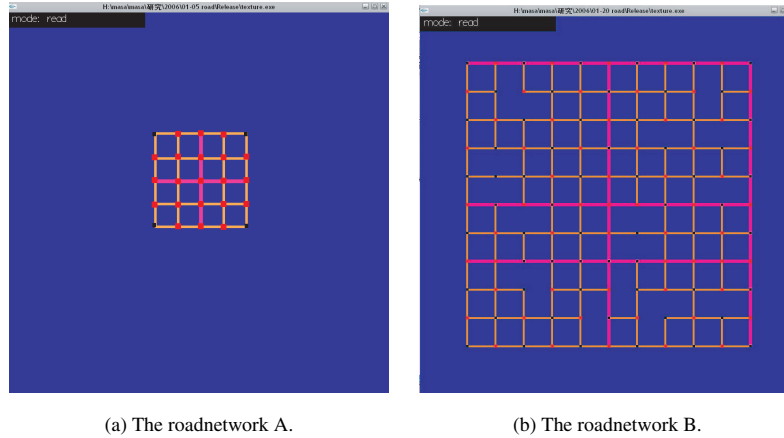 H:\masa\masa\研究\2006\01-05 road\Release\texture.exe
mode: read
(a) The roadnetwork A.
H:\masa\masa\研究\2006\01-20 road\Release\texture.exe
mode: read
(b) The roadnetwork B.